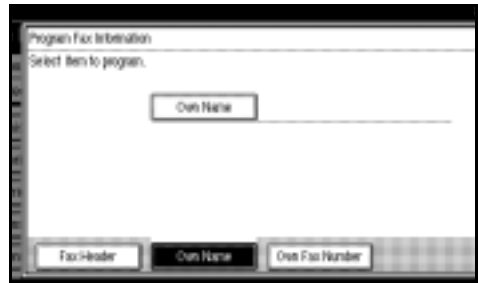 Program Fax Information
Select item to program.
Own Name
Fax Header Own Name Own Fax Number